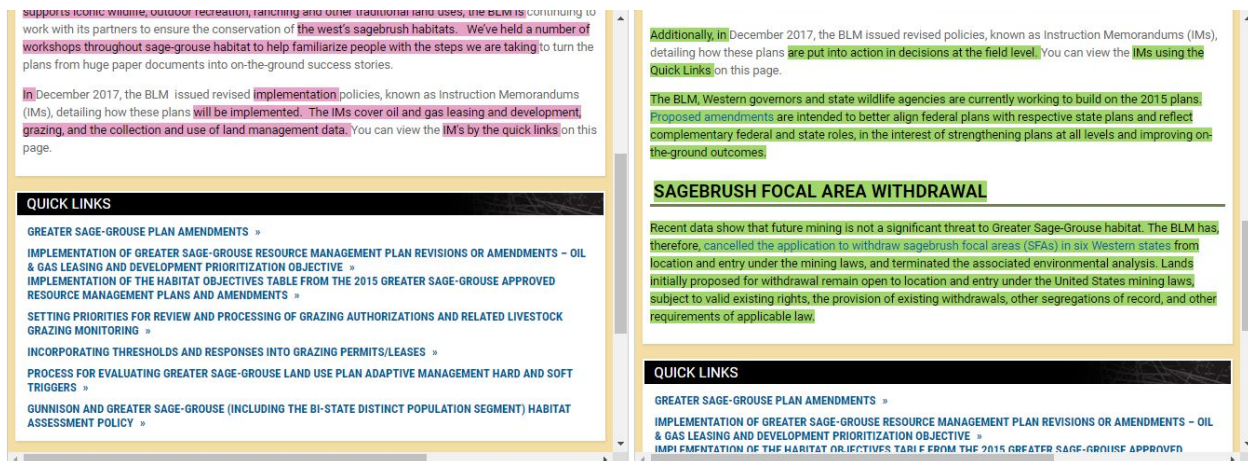 supports iconic wildlife, outdoor recreation, ranching and other traditional land uses, the BLM is continuing to
work with its partners to ensure the conservation of the west's sagebrush habitats. We've held a number of
workshops throughout sage-grouse habitat to help familiarize people with the steps we are taking to turn the
plans from huge paper documents into on-the-ground success stories.
In December 2017, the BLM issued revised implementation policies, known as Instruction Memorandums
(IMs), detailing how these plans will be implemented. The IMs cover oil and gas leasing and development,
grazing, and the collection and use of land management data. You can view the IM's by the quick links on this
page.
QUICK LINKS
GREATER SAGE-GROUSE PLAN AMENDMENTS »
IMPLEMENTATION OF GREATER SAGE-GROUSE RESOURCE MANAGEMENT PLAN REVISIONS OR AMENDMENTS – OIL
& GAS LEASING AND DEVELOPMENT PRIORITIZATION OBJECTIVE »
IMPLEMENTATION OF THE HABITAT OBJECTIVES TABLE FROM THE 2015 GREATER SAGE-GROUSE APPROVED
RESOURCE MANAGEMENT PLANS AND AMENDMENTS »
SETTING PRIORITIES FOR REVIEW AND PROCESSING OF GRAZING AUTHORIZATIONS AND RELATED LIVESTOCK
GRAZING MONITORING »
INCORPORATING THRESHOLDS AND RESPONSES INTO GRAZING PERMITS/LEASES »
PROCESS FOR EVALUATING GREATER SAGE-GROUSE LAND USE PLAN ADAPTIVE MANAGEMENT HARD AND SOFT
TRIGGERS »
GUNNISON AND GREATER SAGE-GROUSE (INCLUDING THE BI-STATE DISTINCT POPULATION SEGMENT) HABITAT
ASSESSMENT POLICY »
Additionally, in December 2017, the BLM issued revised policies, known as Instruction Memorandums (IMs),
detailing how these plans are put into action in decisions at the field level. You can view the IMs using the
Quick Links on this page.
The BLM, Western governors and state wildlife agencies are currently working to build on the 2015 plans.
Proposed amendments are intended to better align federal plans with respective state plans and reflect
complementary federal and state roles, in the interest of strengthening plans at all levels and improving on-
the-ground outcomes.
SAGEBRUSH FOCAL AREA WITHDRAWAL
Recent data show that future mining is not a significant threat to Greater Sage-Grouse habitat. The BLM has,
therefore, cancelled the application to withdraw sagebrush focal areas (SFAs) in six Western states from
location and entry under the mining laws, and terminated the associated environmental analysis. Lands
initially proposed for withdrawal remain open to location and entry under the United States mining laws,
subject to valid existing rights, the provision of existing withdrawals, other segregations of record, and other
requirements of applicable law.
QUICK LINKS
GREATER SAGE-GROUSE PLAN AMENDMENTS »
IMPLEMENTATION OF GREATER SAGE-GROUSE RESOURCE MANAGEMENT PLAN REVISIONS OR AMENDMENTS – OIL
& GAS LEASING AND DEVELOPMENT PRIORITIZATION OBJECTIVE »
IMPLEMENTATION OF THE HABITAT OBJECTIVES TABLE FROM THE 2015 GREATER SAGE-GROUSE APPROVED